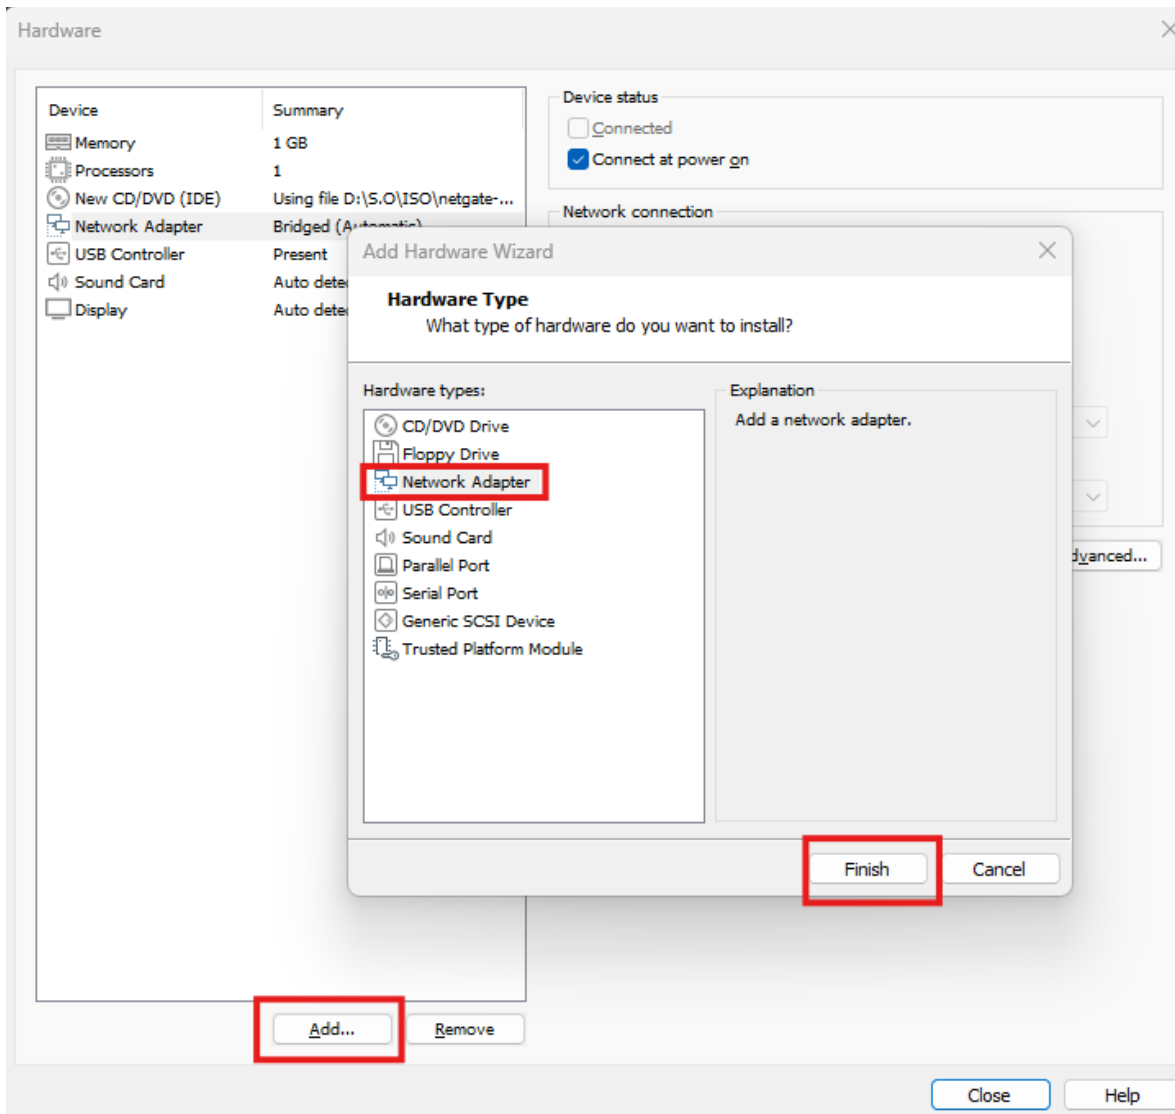 Hardware
Device Summary
Memory 1 GB
Processors 1
New CD/DVD (IDE) Using file D:\S.O\ISO\netgate-...
Network Adapter Bridged (Automatic)
USB Controller Present
Sound Card Auto dete
Display Auto dete
Device status
Connected
Connect at power on
Network connection
Add Hardware Wizard
Hardware Type
What type of hardware do you want to install?
Hardware types:
CD/DVD Drive
Floppy Drive
Network Adapter
USB Controller
Sound Card
Parallel Port
Serial Port
Generic SCSI Device
Trusted Platform Module
Explanation
Add a network adapter.
Finish Cancel
dvanced...
Add... Remove
Close Help